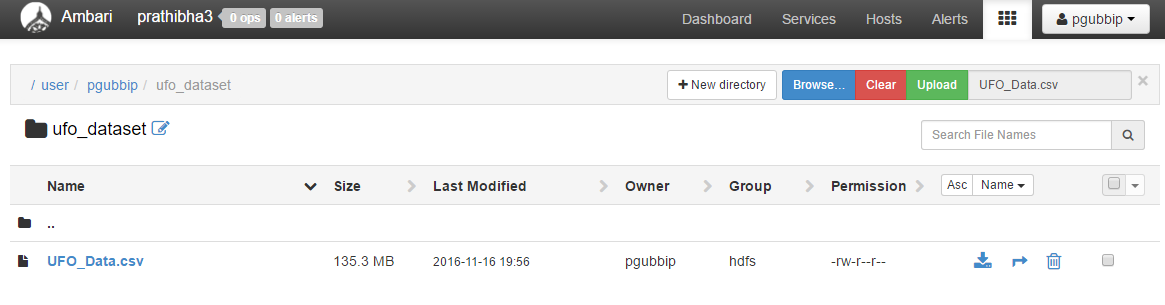 Ambari prathibha3 0 ops 0 alerts Dashboard Services Hosts Alerts pgubbip
/ user / pgubbip / ufo_dataset + New directory Browse... Clear Upload UFO_Data.csv ×
ufo_dataset Search File Names
Name Size Last Modified Owner Group Permission Asc Name
..
UFO_Data.csv 135.3 MB 2016-11-16 19:56 pgubbip hdfs -rw-r--r--